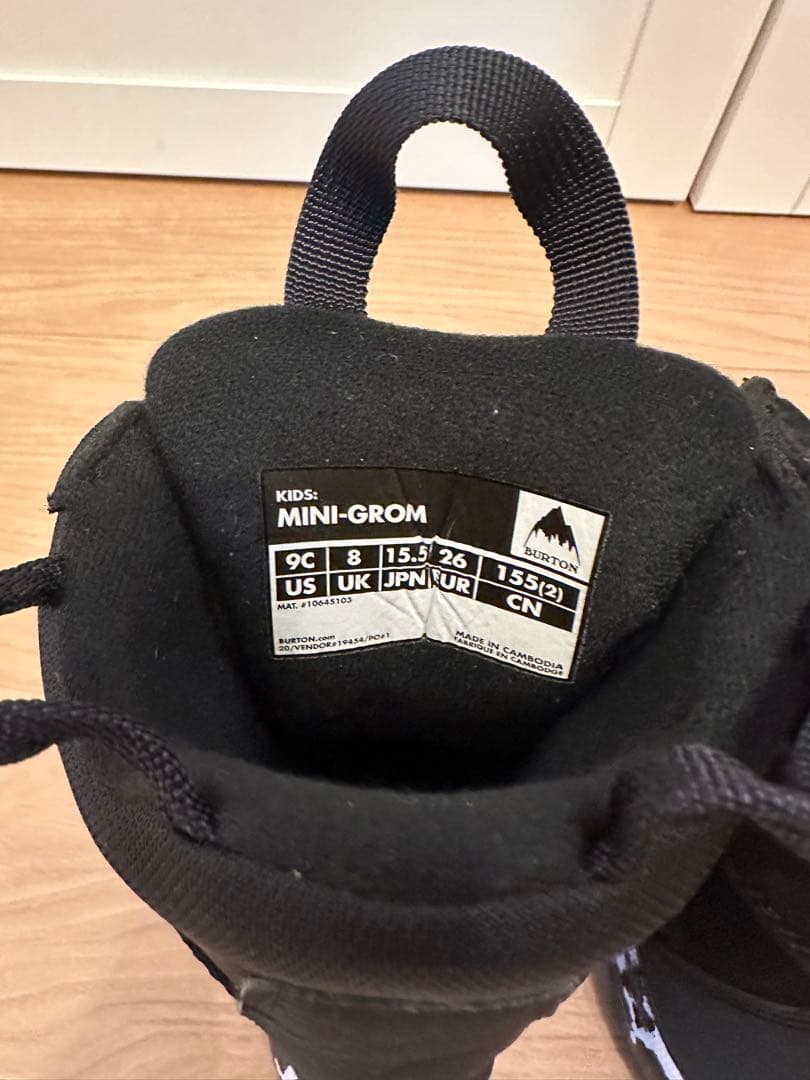 KIDS:
MINI-GROM
BURTON
9C 8 15.5 26 155(2)
US UK JPN EUR CN
MAT. #10645103
BURTON.com
20/VENDOR#19454/PO#1
MADE IN CAMBODIA
FABRIQUE EN CAMBODGE